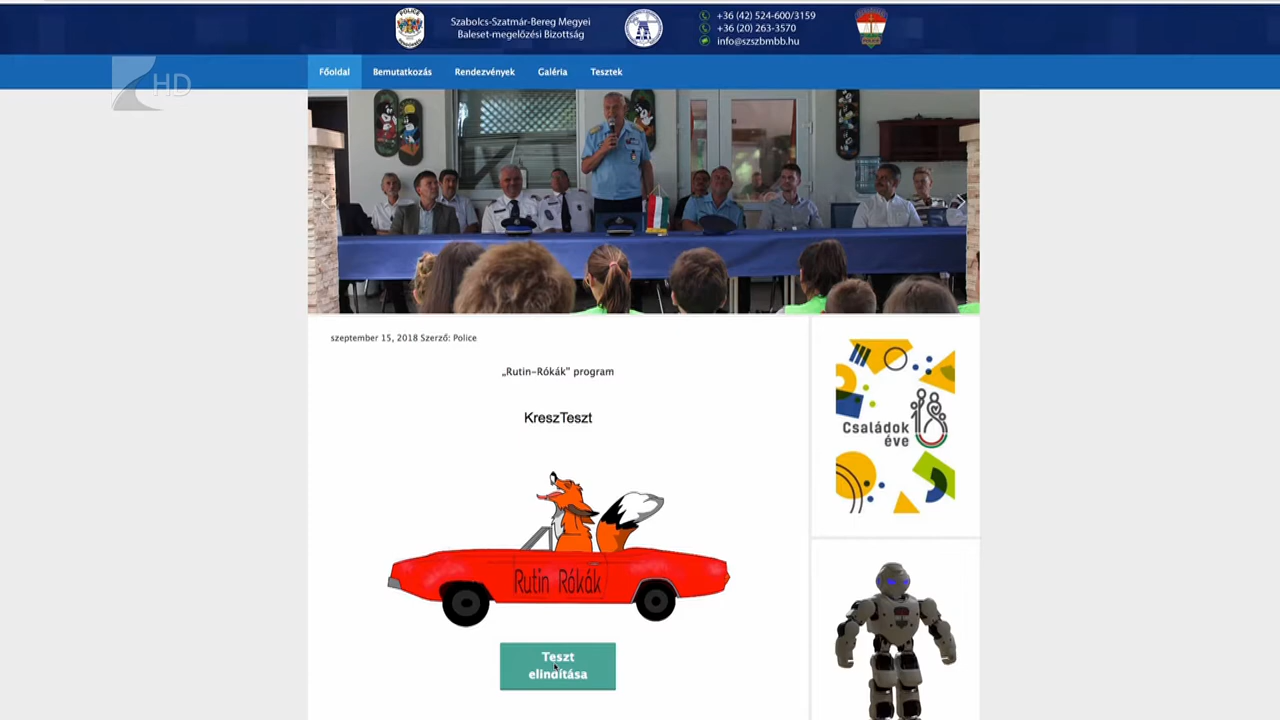 POLICE
Szabolcs-Szatmár-Bereg Megyei
Baleset-megelőzési Bizottság
+36 (42) 524-600/3159
+36 (20) 263-3570
info@szszbmbb.hu
HD
Főoldal
Bemutatkozás
Rendezvények
Galéria
Tesztek
szeptember 15, 2018 Szerző: Police
„Rutin-Rókák” program
KreszTeszt
Rutin Rókák
Teszt
elindítása
Családok
éve
18